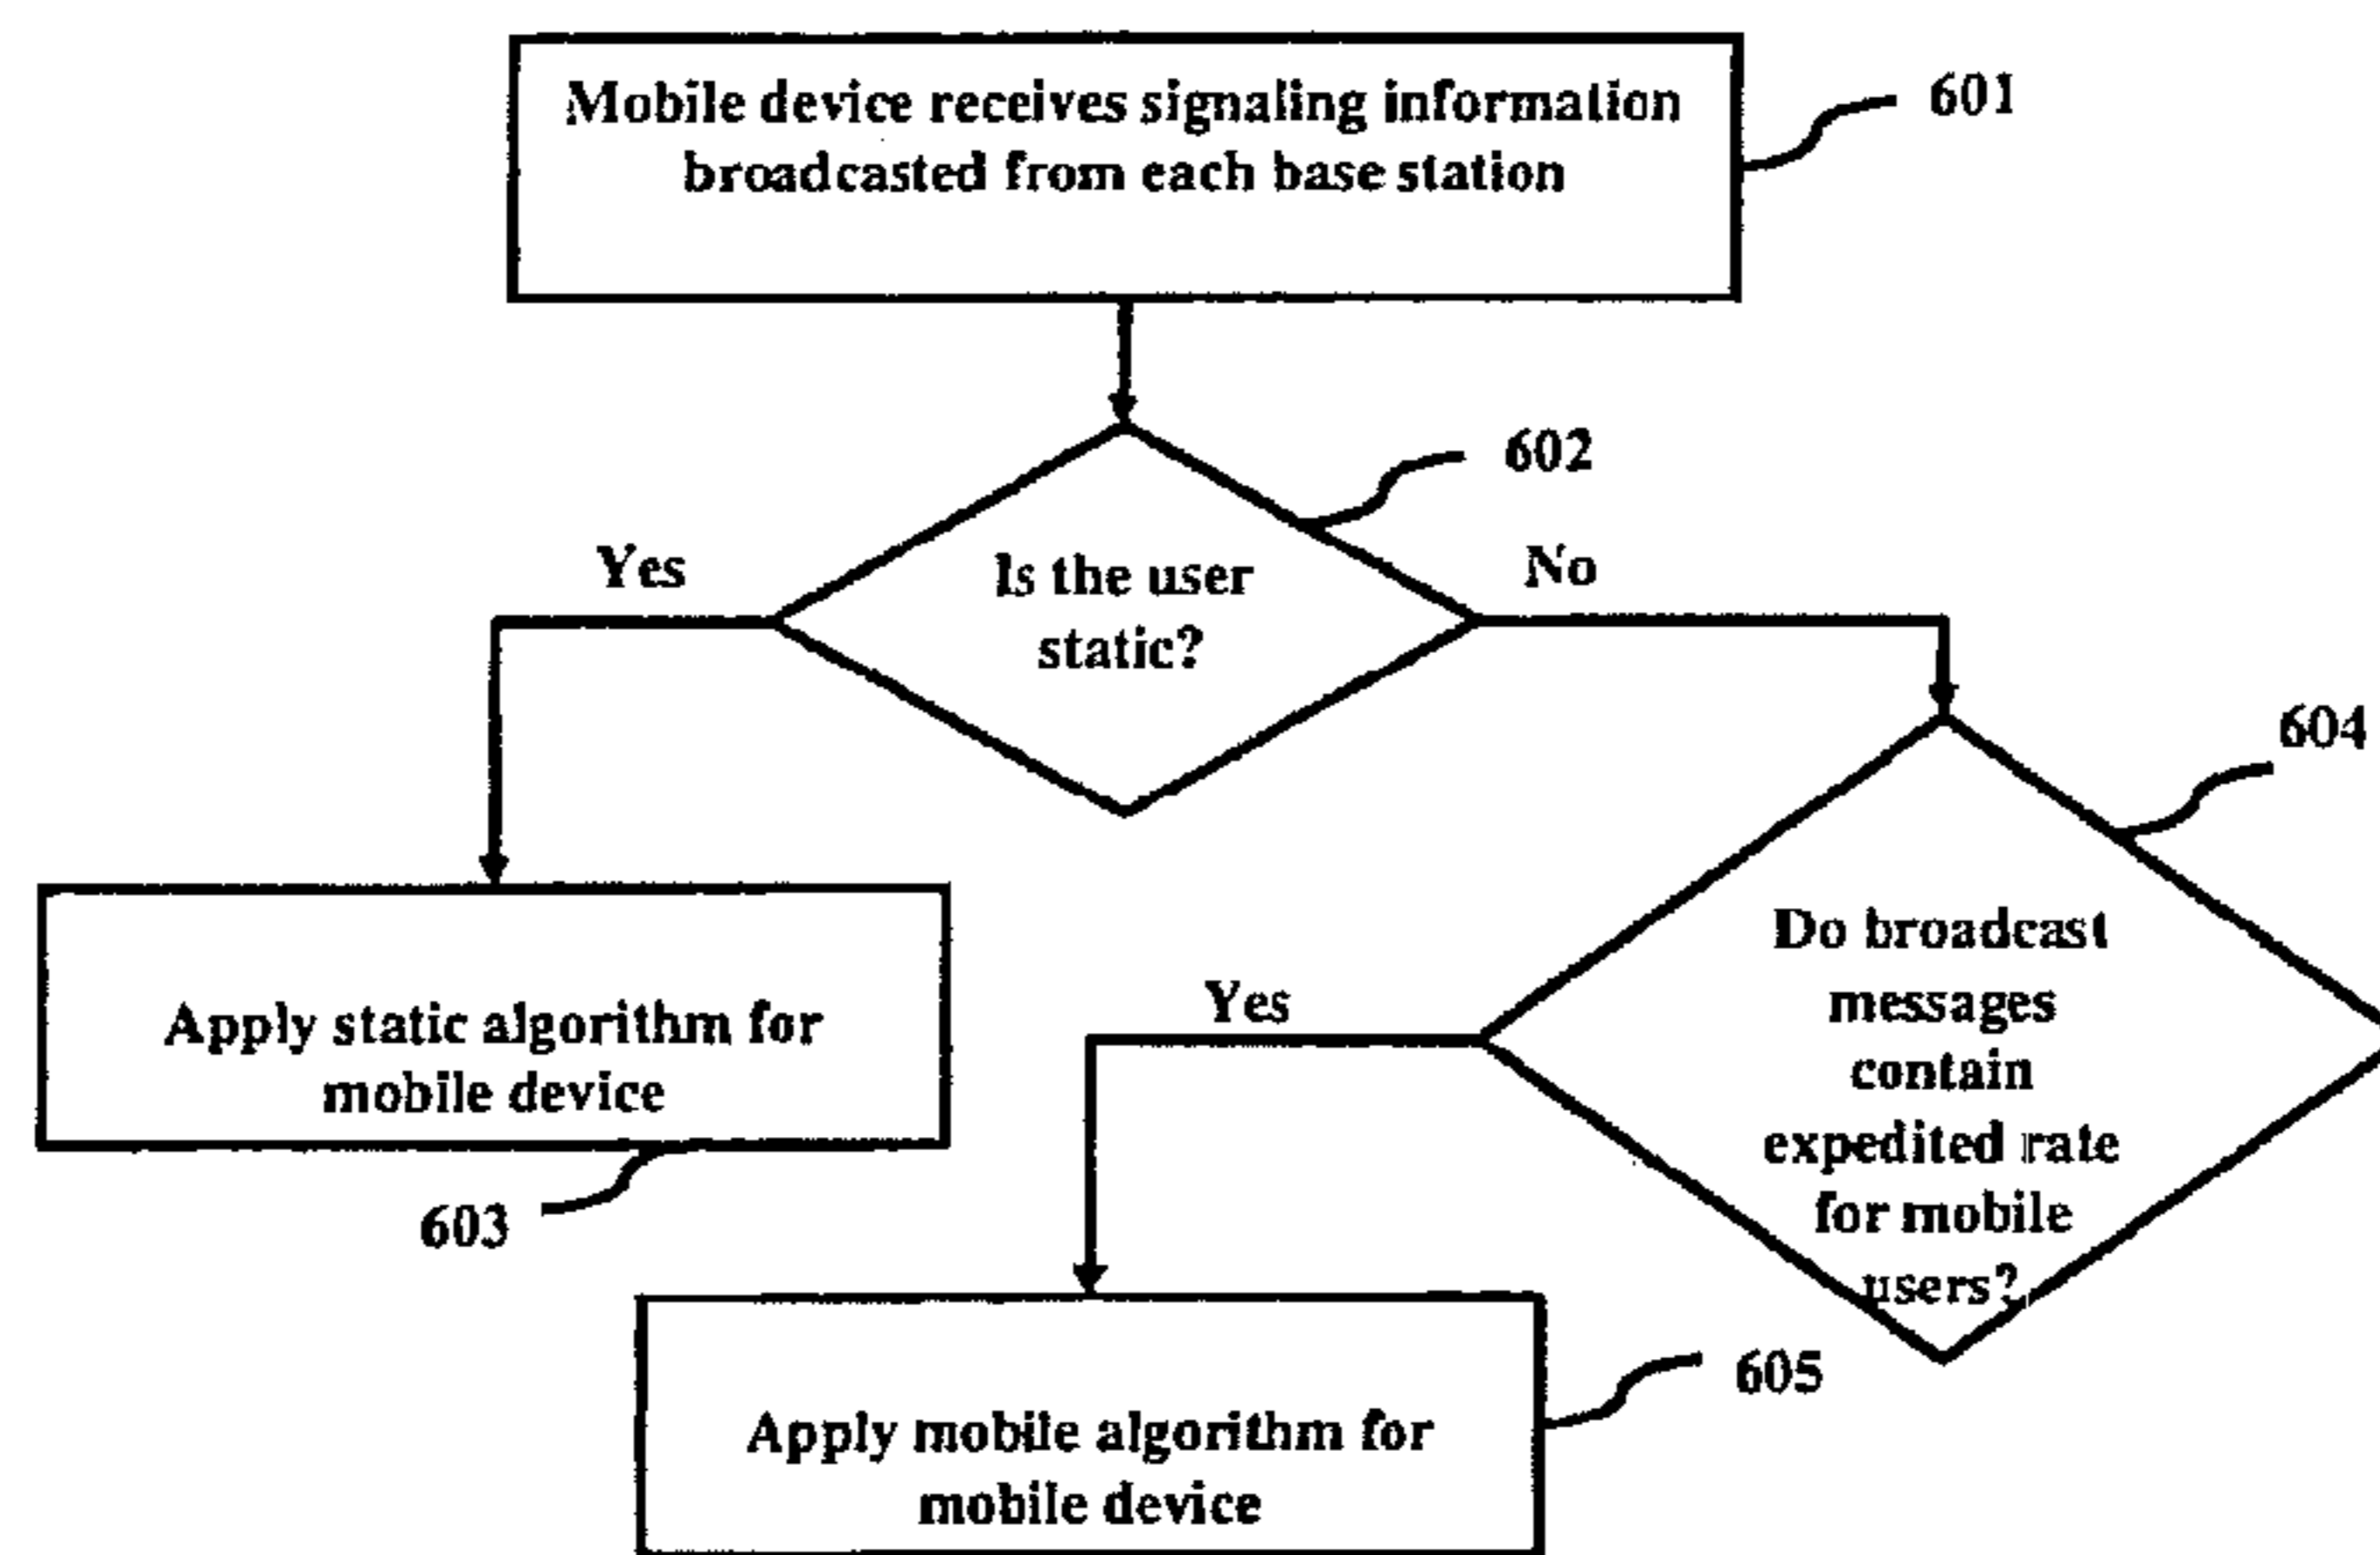 Mobile device receives signaling information
broadcasted from each base station
601
602
Yes
Is the user
static?
No
604
Do broadcast
messages
contain
expedited rate
for mobile
users?
Yes
Apply static algorithm for
mobile device
603
605
Apply mobile algorithm for
mobile device